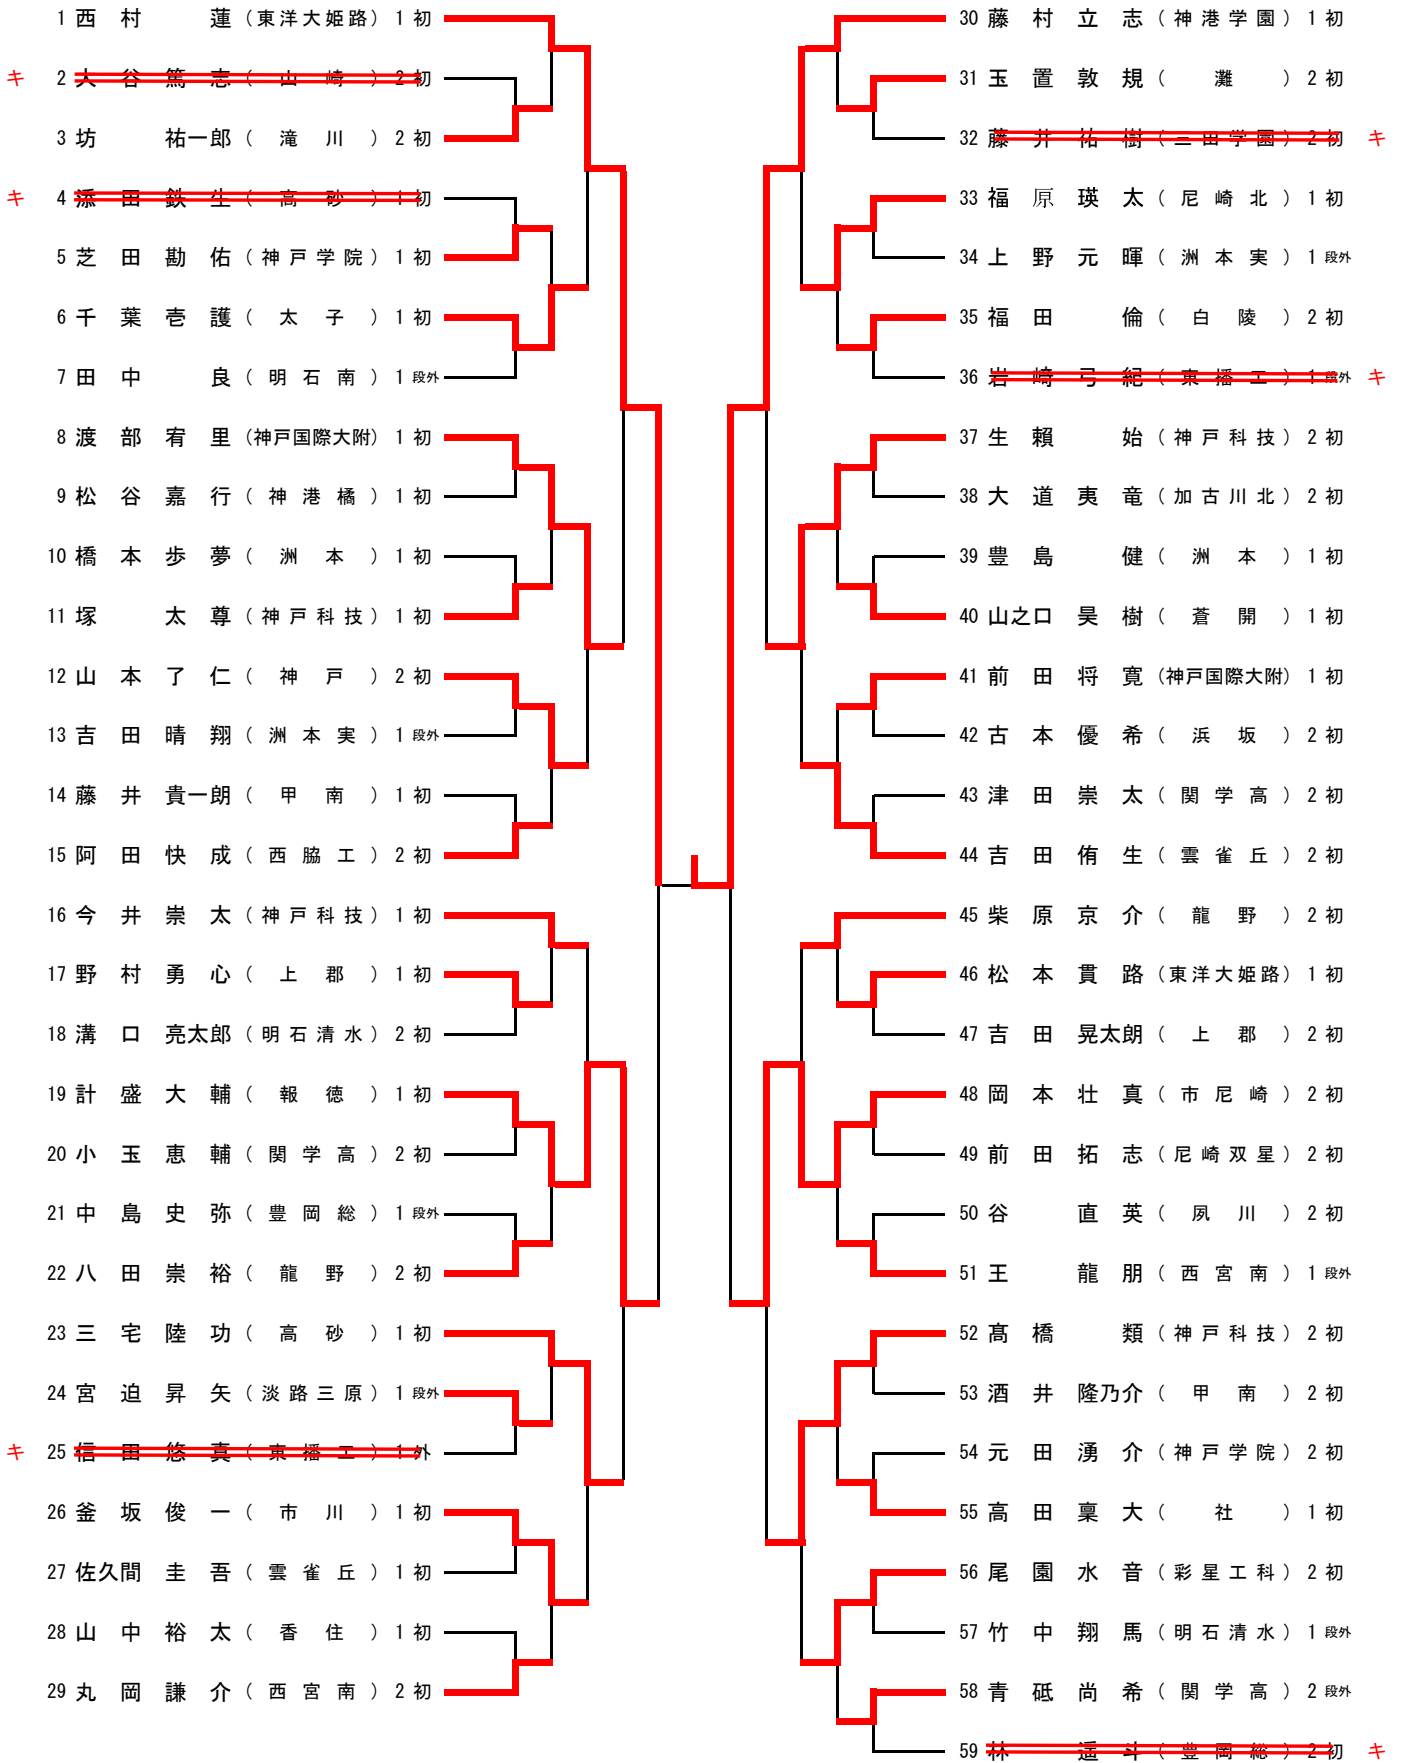 1 西村 蓮 (東洋大姫路) 1 初
キ 2 大谷篤志 (山崎) 2 初
3 坊 祐一郎 (滝川) 2 初
キ 4 添田鉄生 (高砂) 1 初
5 芝田勘佑 (神戸学院) 1 初
6 千葉壱護 (太子) 1 初
7 田中 良 (明石南) 1 段外
8 渡部宥里 (神戸国際大附) 1 初
9 松谷嘉行 (神港橘) 1 初
10 橋本歩夢 (洲本) 1 初
11 塚 太尊 (神戸科技) 1 初
12 山本了仁 (神戸) 2 初
13 吉田晴翔 (洲本実) 1 段外
14 藤井貴一朗 (甲南) 1 初
15 阿田快成 (西脇工) 2 初
16 今井崇太 (神戸科技) 1 初
17 野村勇心 (上郡) 1 初
18 溝口亮太郎 (明石清水) 2 初
19 計盛大輔 (報徳) 1 初
20 小玉恵輔 (関学高) 2 初
21 中島史弥 (豊岡総) 1 段外
22 八田崇裕 (龍野) 2 初
23 三宅陸功 (高砂) 1 初
24 宮迫昇矢 (淡路三原) 1 段外
キ 25 信田悠真 (東播工) 1 外
26 釜坂俊一 (市川) 1 初
27 佐久間圭吾 (雲雀丘) 1 初
28 山中裕太 (香住) 1 初
29 丸岡謙介 (西宮南) 2 初
30 藤村立志 (神港学園) 1 初
31 玉置敦規 (灘) 2 初
32 藤井祐樹 (三田学園) 2 初 キ
33 福原瑛太 (尼崎北) 1 初
34 上野元暉 (洲本実) 1 段外
35 福田 倫 (白陵) 2 初
36 岩崎弓紀 (東播工) 1 段外 キ
37 生頼 始 (神戸科技) 2 初
38 大道夷竜 (加古川北) 2 初
39 豊島 健 (洲本) 1 初
40 山之口昊樹 (蒼開) 1 初
41 前田将寛 (神戸国際大附) 1 初
42 古本優希 (浜坂) 2 初
43 津田崇太 (関学高) 2 初
44 吉田侑生 (雲雀丘) 2 初
45 柴原京介 (龍野) 2 初
46 松本貫路 (東洋大姫路) 1 初
47 吉田晃太朗 (上郡) 2 初
48 岡本壮真 (市尼崎) 2 初
49 前田拓志 (尼崎双星) 2 初
50 谷 直英 (夙川) 2 初
51 王 龍朋 (西宮南) 1 段外
52 髙橋 類 (神戸科技) 2 初
53 酒井隆乃介 (甲南) 2 初
54 元田湧介 (神戸学院) 2 初
55 高田稟大 (社) 1 初
56 尾園水音 (彩星工科) 2 初
57 竹中翔馬 (明石清水) 1 段外
58 青砥尚希 (関学高) 2 段外
59 林 遥斗 (豊岡総) 2 初 キ